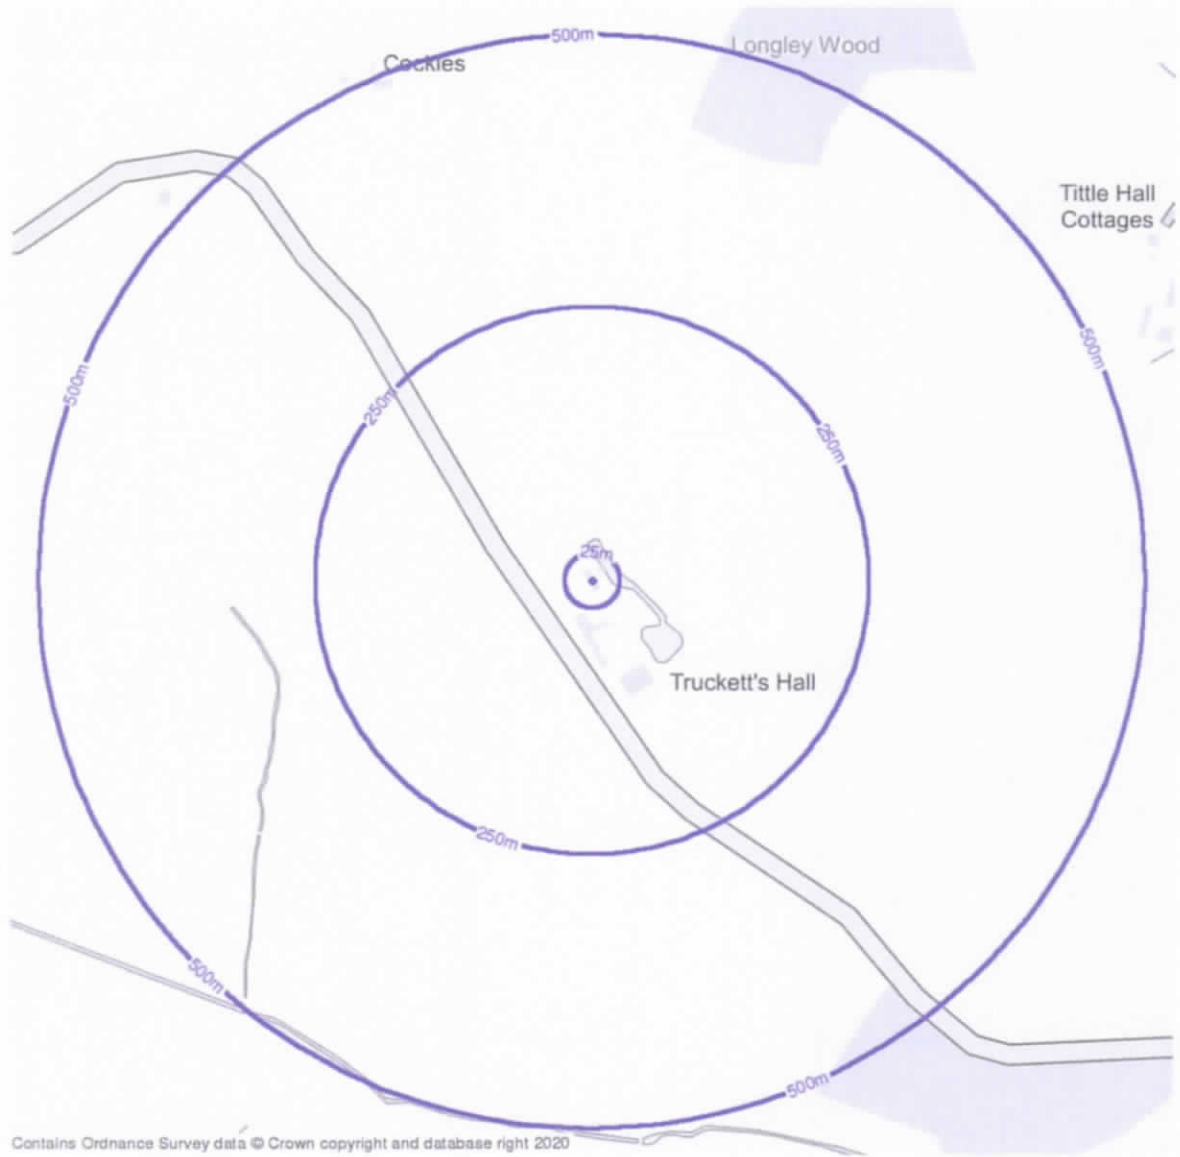 500m
Longley Wood
Cockles
Tittle Hall
Cottages
500m
500m
250m
250m
25m
Truckett's Hall
250m
500m
500m
Contains Ordnance Survey data © Crown copyright and database right 2020